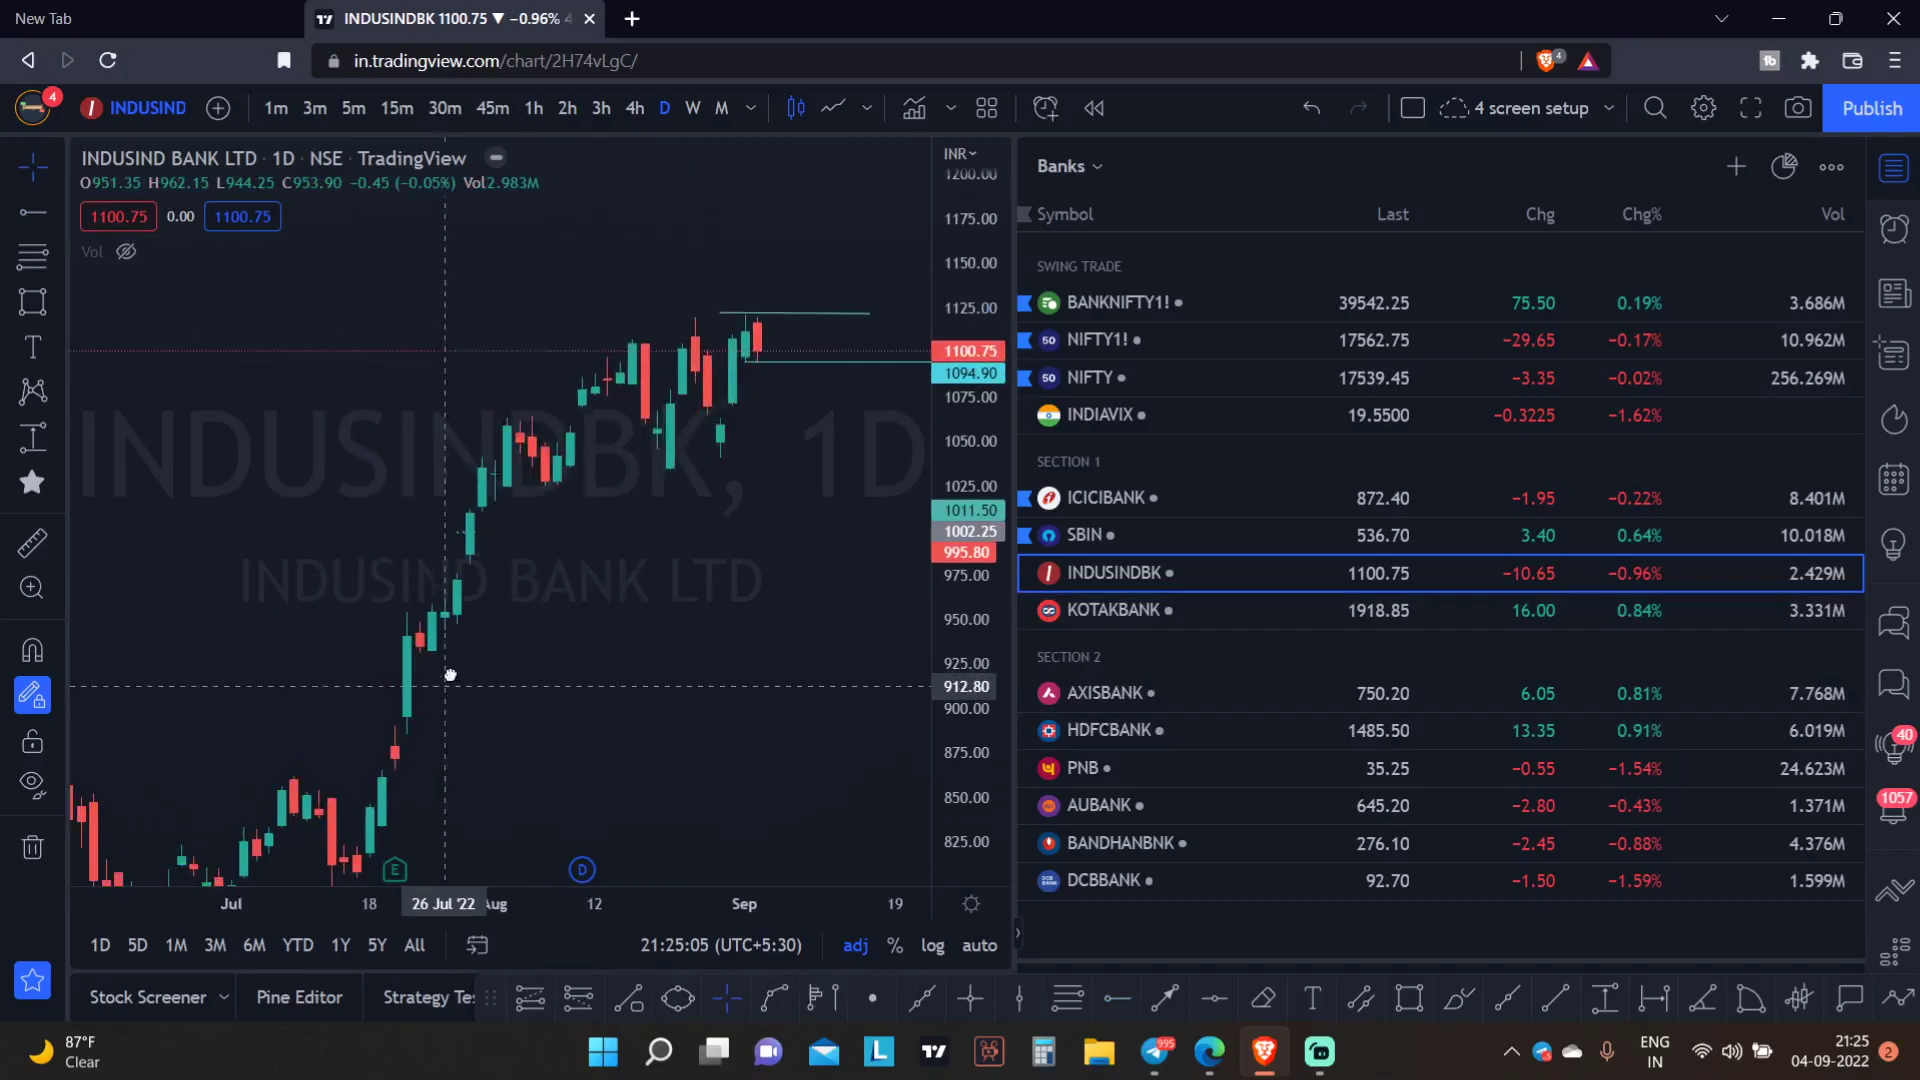 New Tab
INDUSINDBK 1100.75 ▼ −0.96% 4
in.tradingview.com/chart/2H74vLgC/
4
4
INDUSIND
1m 3m 5m 15m 30m 45m 1h 2h 3h 4h D W M
4 screen setup
Publish
INDUSIND BANK LTD · 1D · NSE · TradingView
O951.35 H962.15 L944.25 C953.90 −0.45 (−0.05%) Vol2.983M
1100.75 0.00 1100.75
Vol
INDUSINDBK, 1D
INDUSIND BANK LTD
INR
1200.00
1175.00
1150.00
1125.00
1100.75
1094.90
1075.00
1050.00
1025.00
1011.50
1002.25
995.80
975.00
950.00
925.00
912.80
900.00
875.00
850.00
825.00
E
D
Jul 18 26 Jul '22 Aug 12 Sep 19
1D 5D 1M 3M 6M YTD 1Y 5Y All
21:25:05 (UTC+5:30) adj % log auto
Banks
Symbol Last Chg Chg% Vol
SWING TRADE
BANKNIFTY1! 39542.25 75.50 0.19% 3.686M
NIFTY1! 17562.75 −29.65 −0.17% 10.962M
NIFTY 17539.45 −3.35 −0.02% 256.269M
INDIAVIX 19.5500 −0.3225 −1.62%
SECTION 1
ICICIBANK 872.40 −1.95 −0.22% 8.401M
SBIN 536.70 3.40 0.64% 10.018M
INDUSINDBK 1100.75 −10.65 −0.96% 2.429M
KOTAKBANK 1918.85 16.00 0.84% 3.331M
SECTION 2
AXISBANK 750.20 6.05 0.81% 7.768M
HDFCBANK 1485.50 13.35 0.91% 6.019M
PNB 35.25 −0.55 −1.54% 24.623M
AUBANK 645.20 −2.80 −0.43% 1.371M
BANDHANBNK 276.10 −2.45 −0.88% 4.376M
DCBBANK 92.70 −1.50 −1.59% 1.599M
40
1057
Stock Screener Pine Editor Strategy Tes
87°F
Clear
995
ENG
IN
21:25
04-09-2022
2